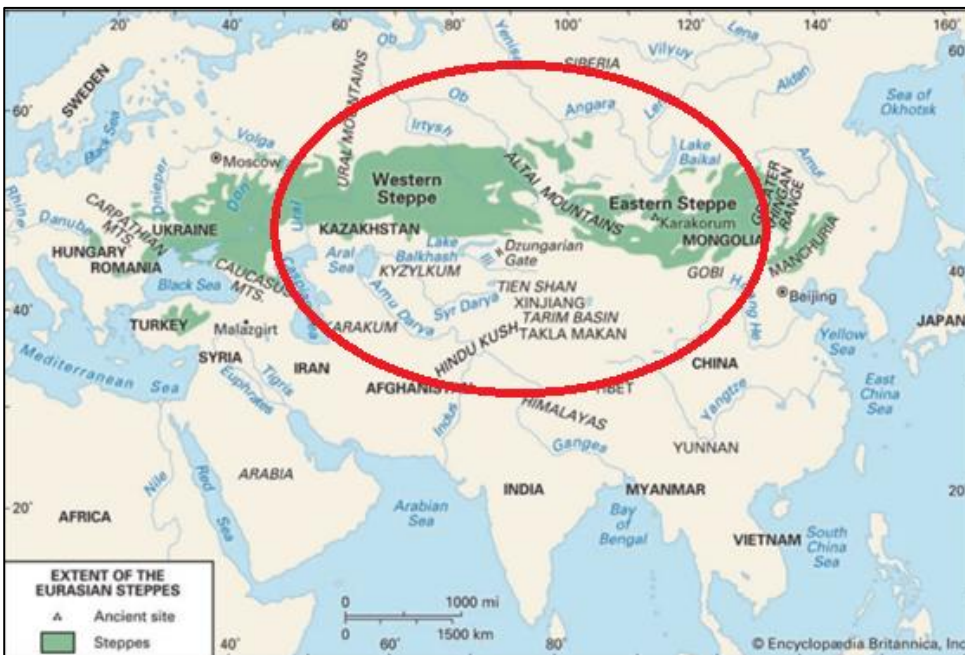 20°
40°
60°
80°
100°
120°
140°
160°
60°
SWEDEN
Black Sea
Volga
Moscow
URAL MOUNTAINS
Ob
Ob
Irtysh
Yenisey
SIBERIA
Angara
Lena
Vilyuy
Lena
Aldan
Sea of
Okhotsk
60°
Rhine
Dnieper
Don
Danube
CARPATHIAN
MTS.
UKRAINE
HUNGARY
ROMANIA
Ural
Western
Steppe
KAZAKHSTAN
ALTAI MOUNTAINS
Lake
Baikal
Eastern Steppe
Karakorum
MONGOLIA
GREATER
KHINGAN
RANGE
Amur
MANCHURIA
GOBI
CAUCASUS
MTS.
Black Sea
Caspian Sea
Aral
Sea
Lake
Balkhash
Ili
Dzungarian
Gate
KYZYLKUM
TIEN SHAN
Amu Darya
Syr Darya
XINJIANG
TARIM BASIN
TAKLA MAKAN
KARAKUM
HINDU KUSH
Huang He
Beijing
40°
40
TURKEY
Malazgirt
Mediterranean Sea
SYRIA
Euphrates
Tigris
IRAN
AFGHANISTAN
TIBET
HIMALAYAS
CHINA
Yangtze
Yellow
Sea
JAPAN
East
China
Sea
Indus
Ganges
YUNNAN
Nile
Red
Sea
ARABIA
Arabian
Sea
INDIA
MYANMAR
Bay
of
Bengal
VIETNAM
South
China
Sea
20°
20
AFRICA
EXTENT OF THE
EURASIAN STEPPES
Ancient site
Steppes
0 1000 mi
0 1500 km
40°
60°
80°
100°
120°
© Encyclopædia Britannica, Inc